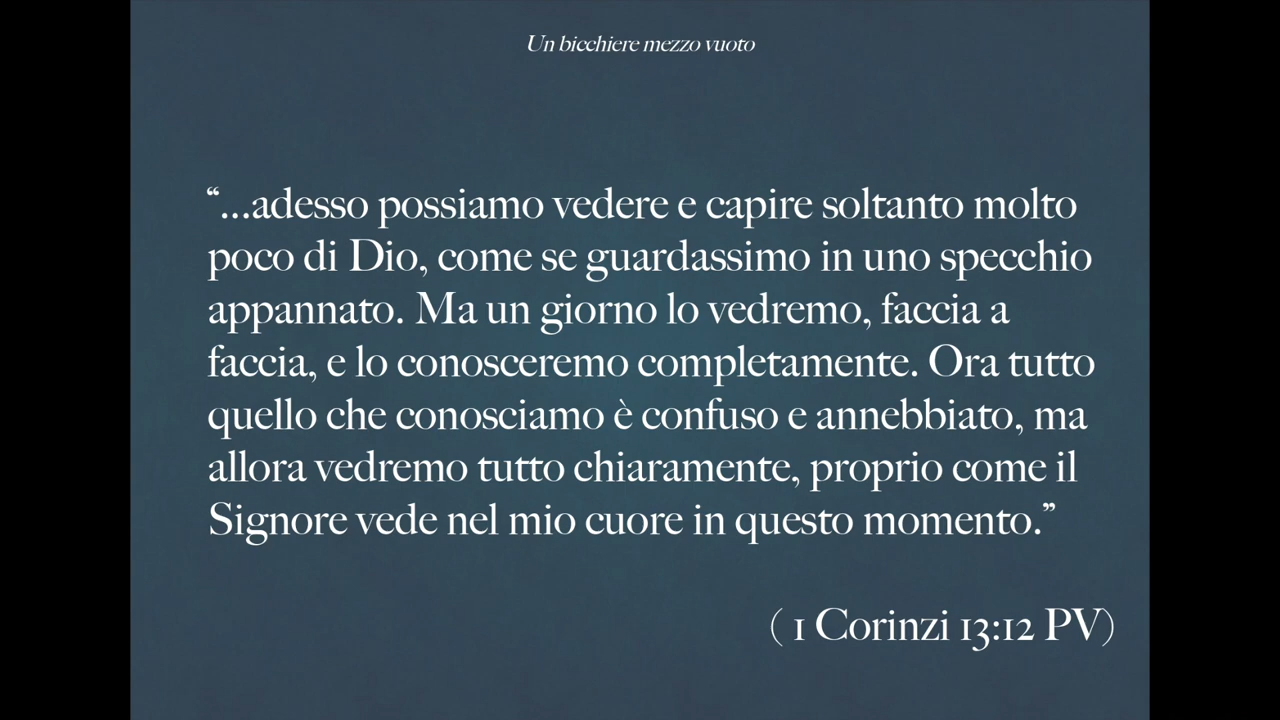 Un bicchiere mezzo vuoto
“...adesso possiamo vedere e capire soltanto molto
poco di Dio, come se guardassimo in uno specchio
appannato. Ma un giorno lo vedremo, faccia a
faccia, e lo conosceremo completamente. Ora tutto
quello che conosciamo è confuso e annebbiato, ma
allora vedremo tutto chiaramente, proprio come il
Signore vede nel mio cuore in questo momento.”
( 1 Corinzi 13:12 PV)